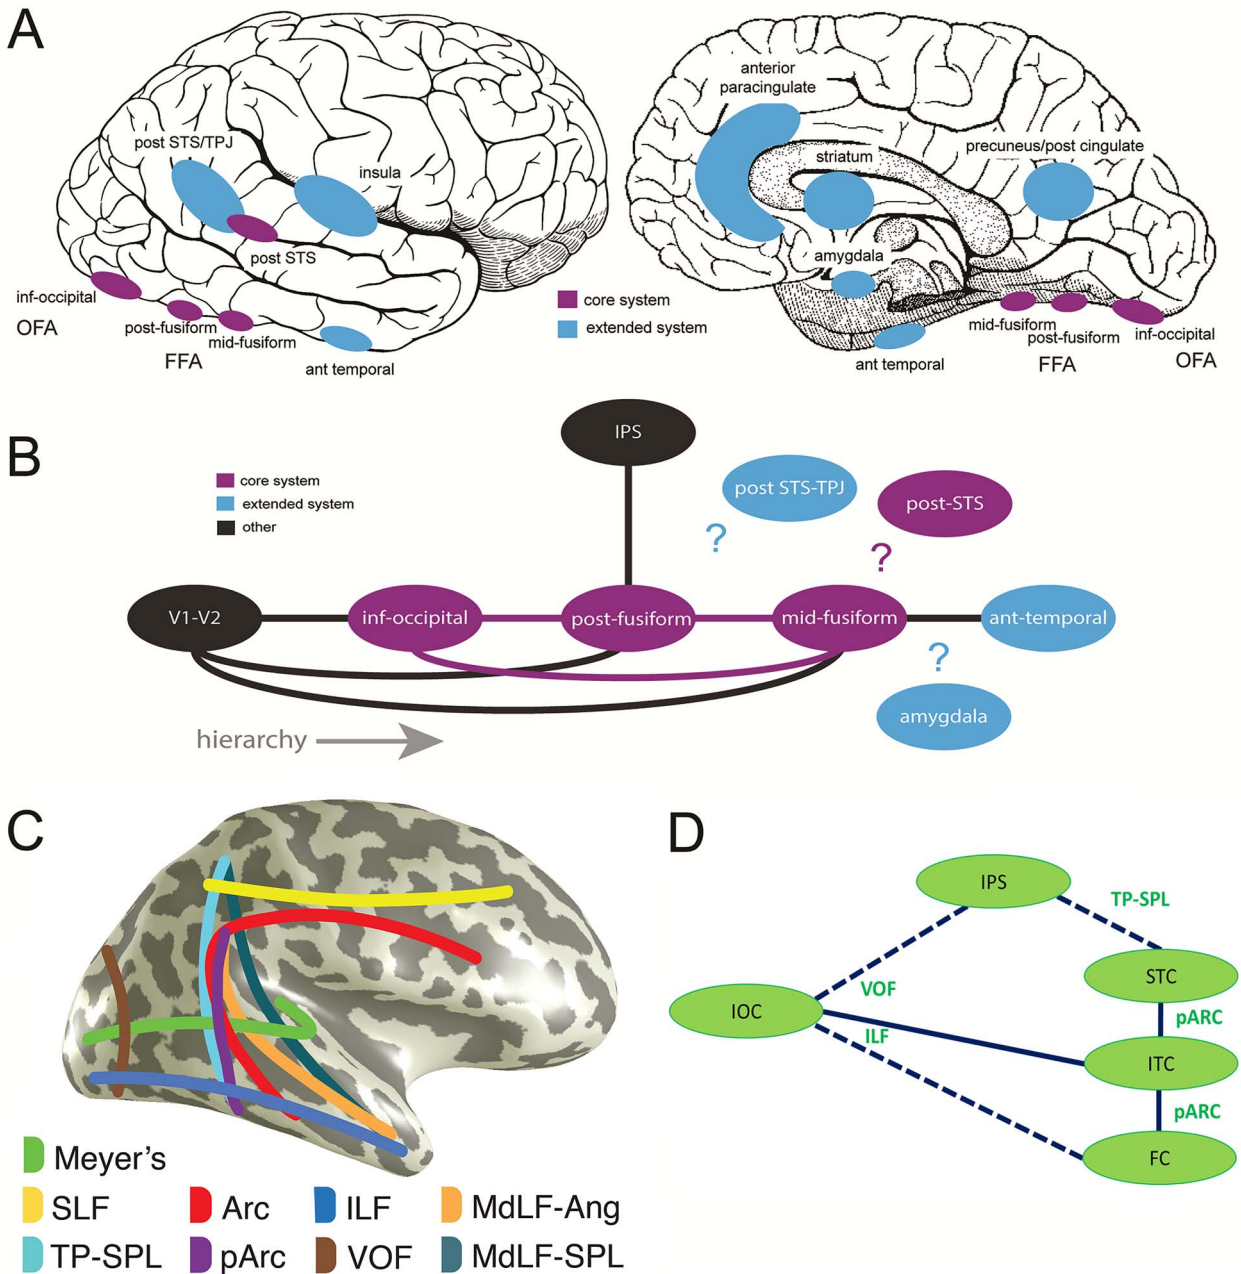 A
post STS/TPJ
insula
post STS
inf-occipital
OFA
post-fusiform
mid-fusiform
FFA
ant temporal
core system
extended system
anterior
paracingulate
striatum
precuneus/post cingulate
amygdala
mid-fusiform
post-fusiform
inf-occipital
ant temporal
FFA
OFA
B
core system
extended system
other
IPS
post STS-TPJ
post-STS
?
?
V1-V2
inf-occipital
post-fusiform
mid-fusiform
ant-temporal
?
amygdala
hierarchy
C
Meyer's
SLF
Arc
ILF
MdLF-Ang
TP-SPL
pArc
VOF
MdLF-SPL
D
IPS
TP-SPL
STC
VOF
IOC
pARC
ILF
ITC
pARC
FC